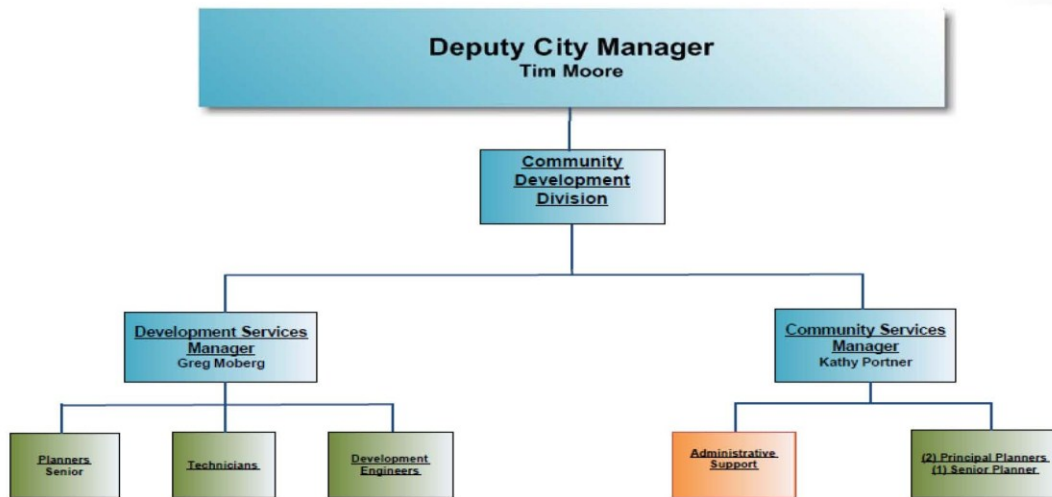 Deputy City Manager
Tim Moore
Community
Development
Division
Development Services
Manager
Greg Moberg
Community Services
Manager
Kathy Portner
Planners
Senior
Technicians
Development
Engineers
Administrative
Support
(2) Principal Planners
(1) Senior Planner